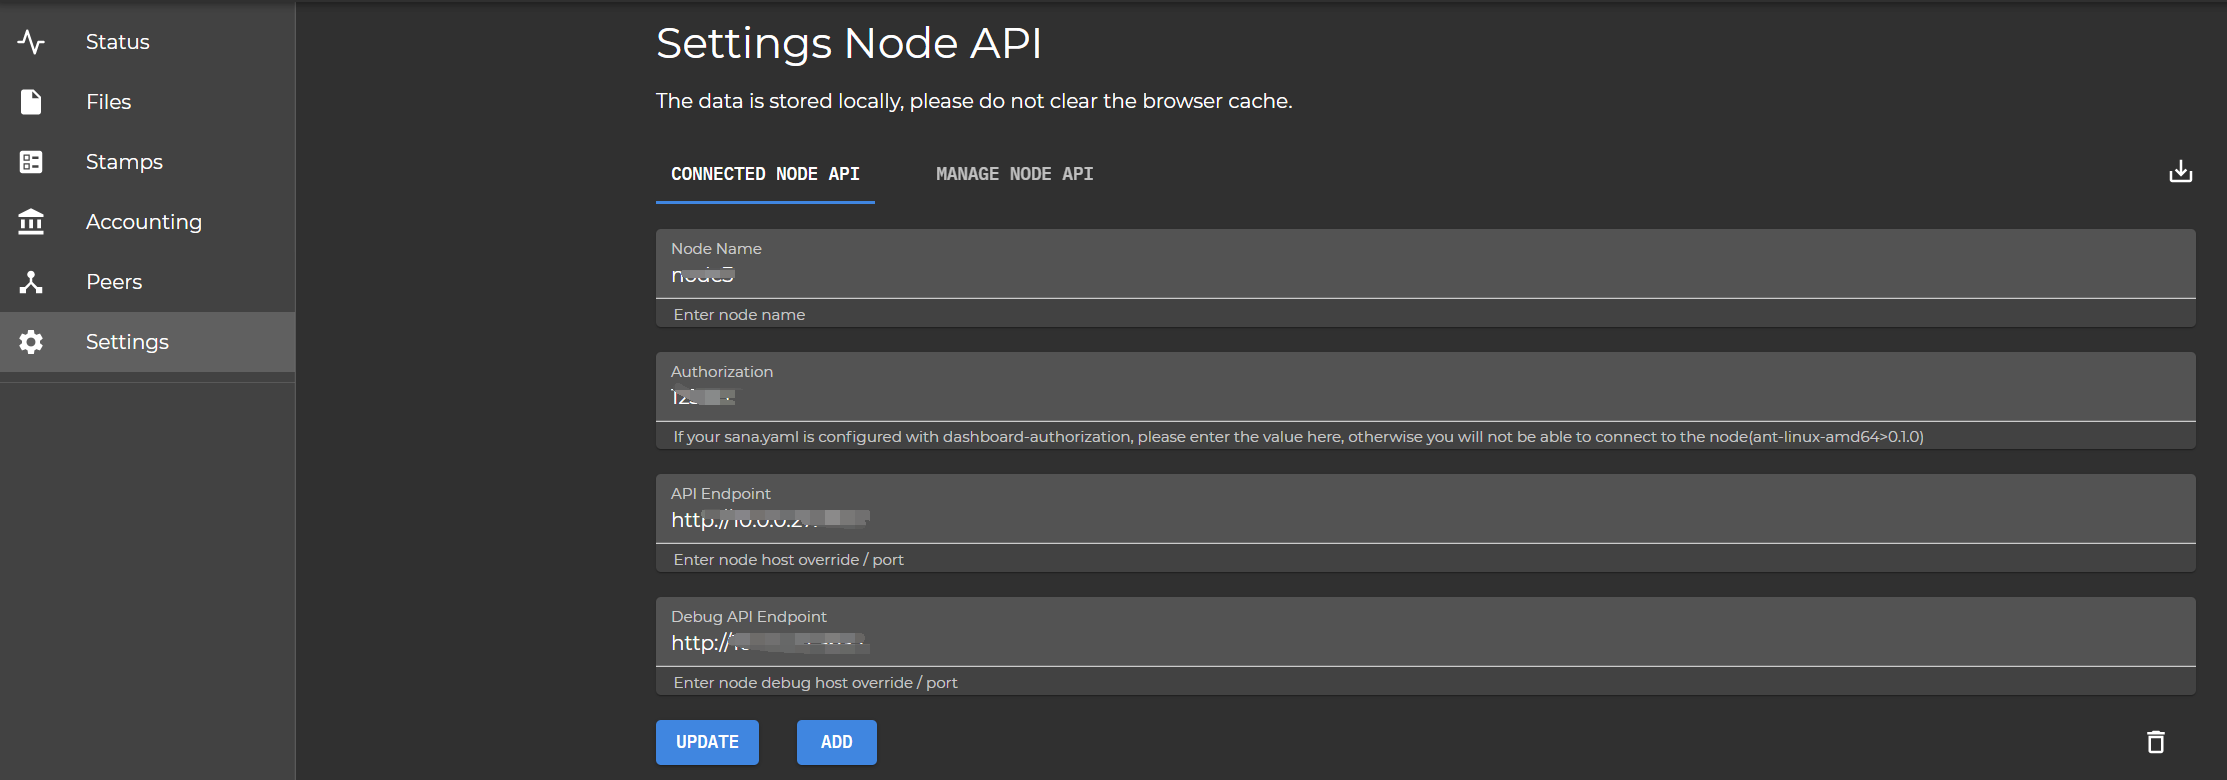 Status
Files
Stamps
Accounting
Peers
Settings
Settings Node API
The data is stored locally, please do not clear the browser cache.
CONNECTED NODE API
MANAGE NODE API
Node Name
Enter node name
Authorization
If your sana.yaml is configured with dashboard-authorization, please enter the value here, otherwise you will not be able to connect to the node(ant-linux-amd64>0.1.0)
API Endpoint
http://
Enter node host override / port
Debug API Endpoint
http://
Enter node debug host override / port
UPDATE
ADD